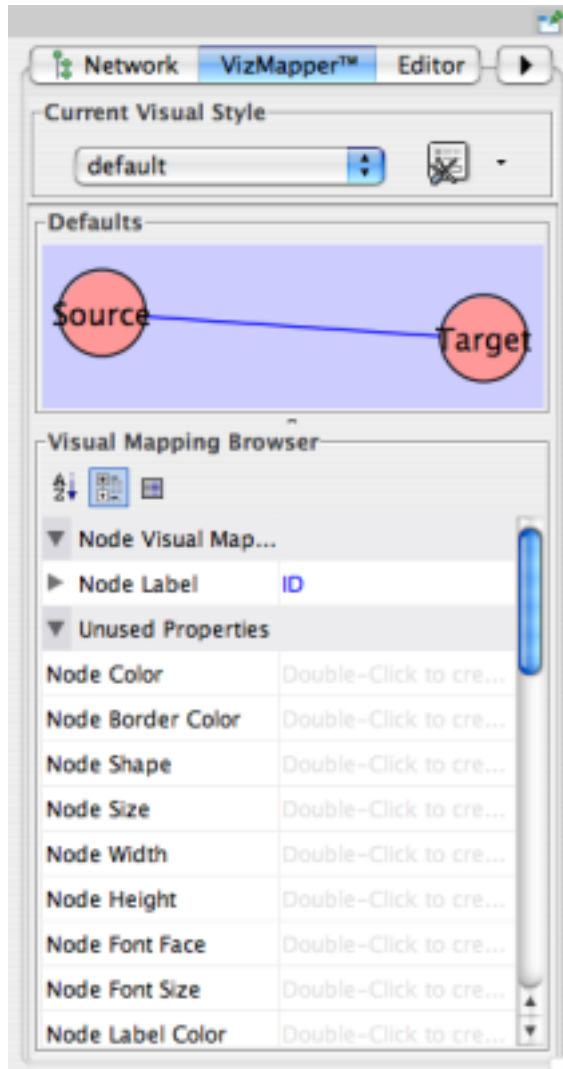 Network VizMapper™ Editor
Current Visual Style
default
Defaults
Source
Target
Visual Mapping Browser
Node Visual Map...
Node Label ID
Unused Properties
Node Color Double-Click to cre...
Node Border Color Double-Click to cre...
Node Shape Double-Click to cre...
Node Size Double-Click to cre...
Node Width Double-Click to cre...
Node Height Double-Click to cre...
Node Font Face Double-Click to cre...
Node Font Size Double-Click to cre...
Node Label Color Double-Click to cre...